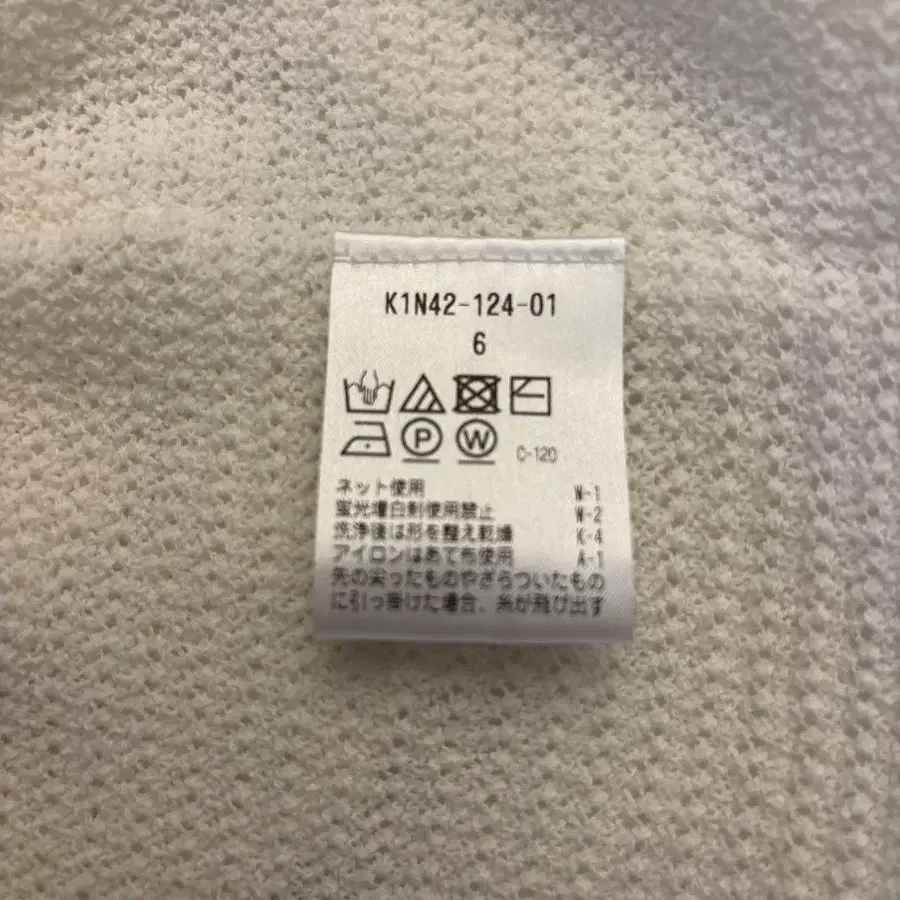 K1N42-124-01
6
P W C-120
ネット使用 W-1
蛍光増白剤使用禁止 W-2
洗浄後は形を整え乾燥 K-4
アイロンはあて布使用 A-1
先の尖ったものやざらついたもの
に引っ掛けた場合、糸が飛び出す